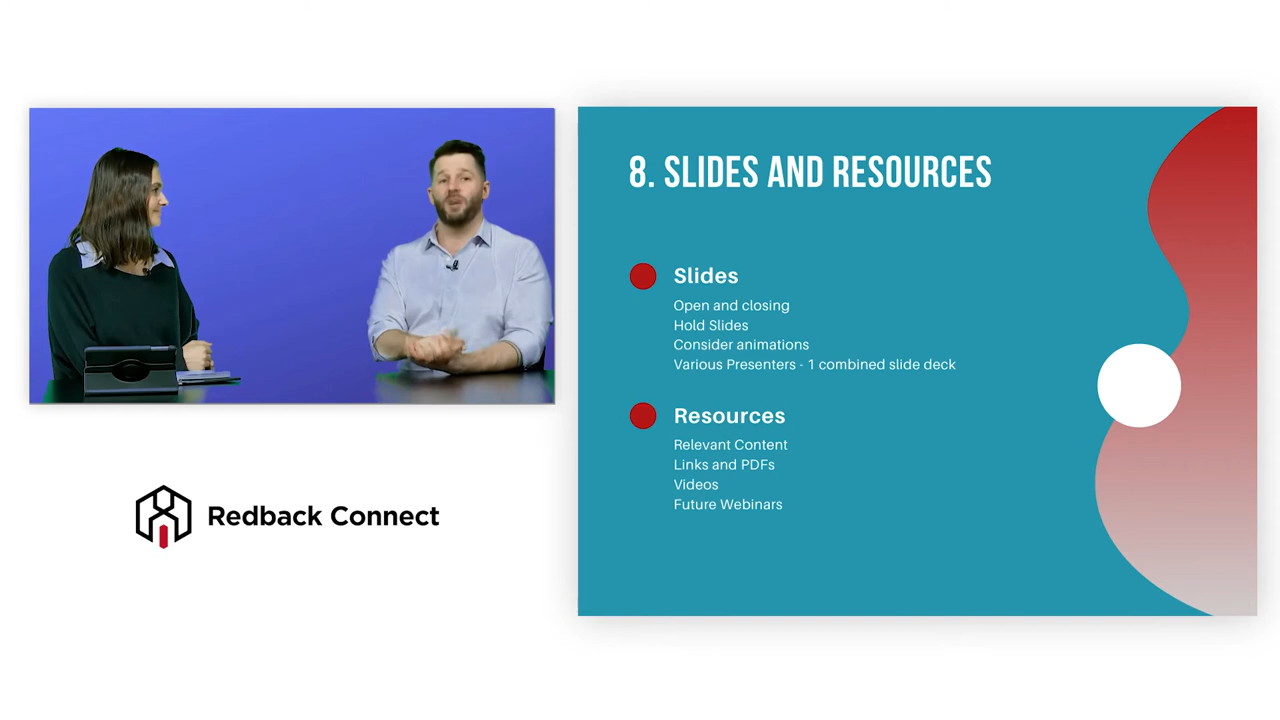 8. SLIDES AND RESOURCES
Slides
Open and closing
Hold Slides
Consider animations
Various Presenters - 1 combined slide deck
Resources
Relevant Content
Links and PDFs
Videos
Future Webinars
Redback Connect